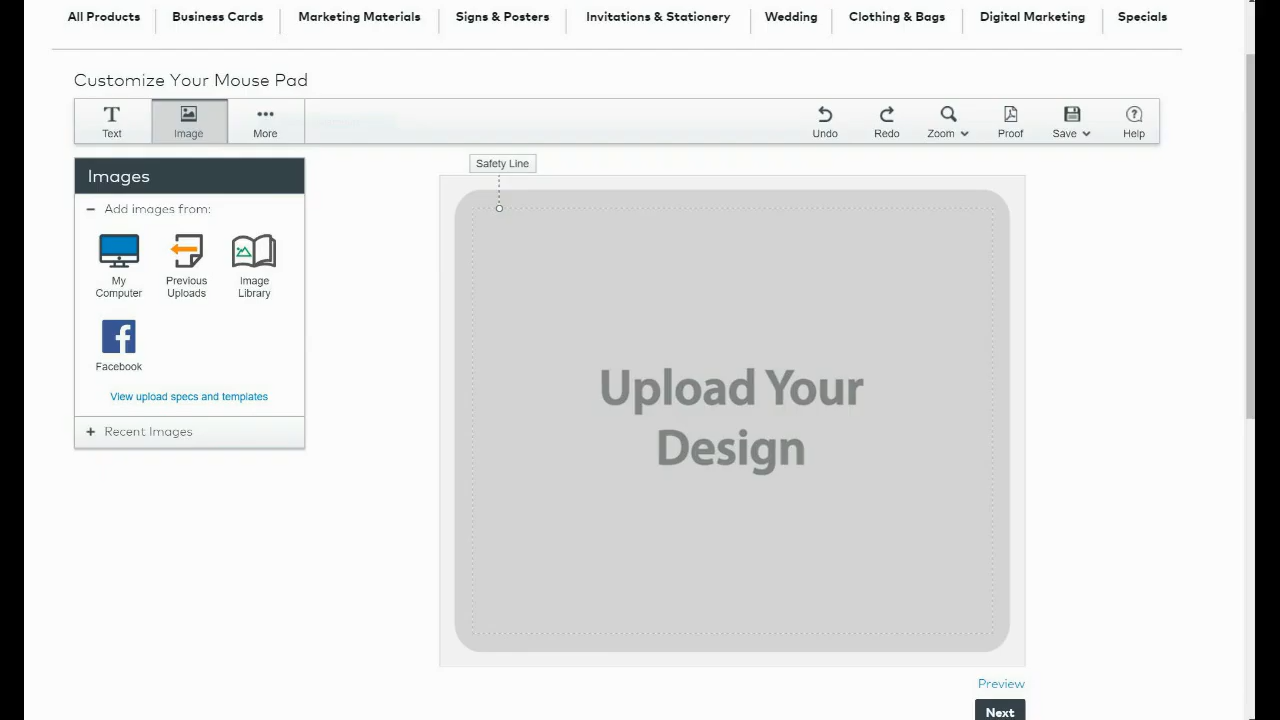 All Products Business Cards Marketing Materials Signs & Posters Invitations & Stationery Wedding Clothing & Bags Digital Marketing Specials
Customize Your Mouse Pad
Text Image More Undo Redo Zoom Proof Save Help
Images
Add images from:
My Computer
Previous Uploads
Image Library
Facebook
View upload specs and templates
Recent Images
Safety Line
Upload Your
Design
Preview
Next